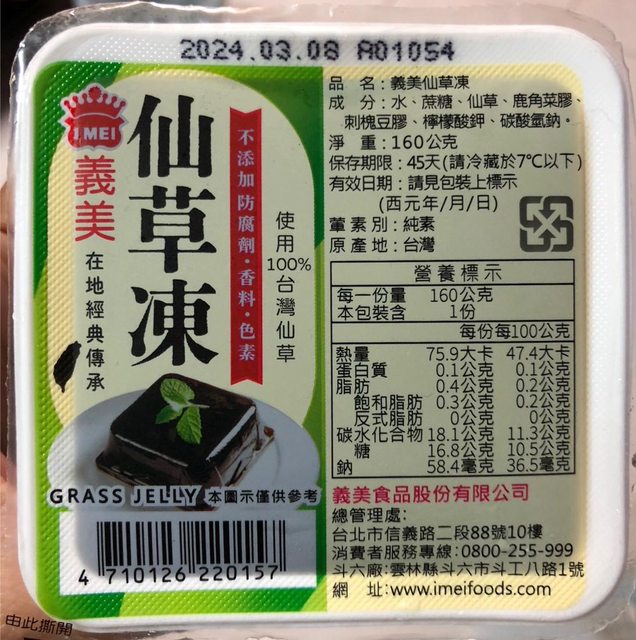 2024.03.08 A01054
IMEI
義美
在地經典傳承
仙草凍
不添加防腐劑・香料・色素
使用100%台灣仙草
GRASS JELLY 本圖示僅供參考
4 710126 220157
由此撕開
品 名：義美仙草凍
成 分：水、蔗糖、仙草、鹿角菜膠、
刺槐豆膠、檸檬酸鉀、碳酸氫鈉。
淨 重：160公克
保存期限：45天(請冷藏於7℃以下)
有效日期：請見包裝上標示
(西元年/月/日)
葷素別：純素
原產地：台灣
營養標示
每一份量 160公克
本包裝含 1份
每份 每100公克
熱量 75.9大卡 47.4大卡
蛋白質 0.1公克 0.1公克
脂肪 0.4公克 0.2公克
飽和脂肪 0.3公克 0.2公克
反式脂肪 0公克 0公克
碳水化合物 18.1公克 11.3公克
糖 16.8公克 10.5公克
鈉 58.4毫克 36.5毫克
義美食品股份有限公司
總管理處:
台北市信義路二段88號10樓
消費者服務專線:0800-255-999
斗六廠:雲林縣斗六市斗工八路1號
網 址:www.imeifoods.com